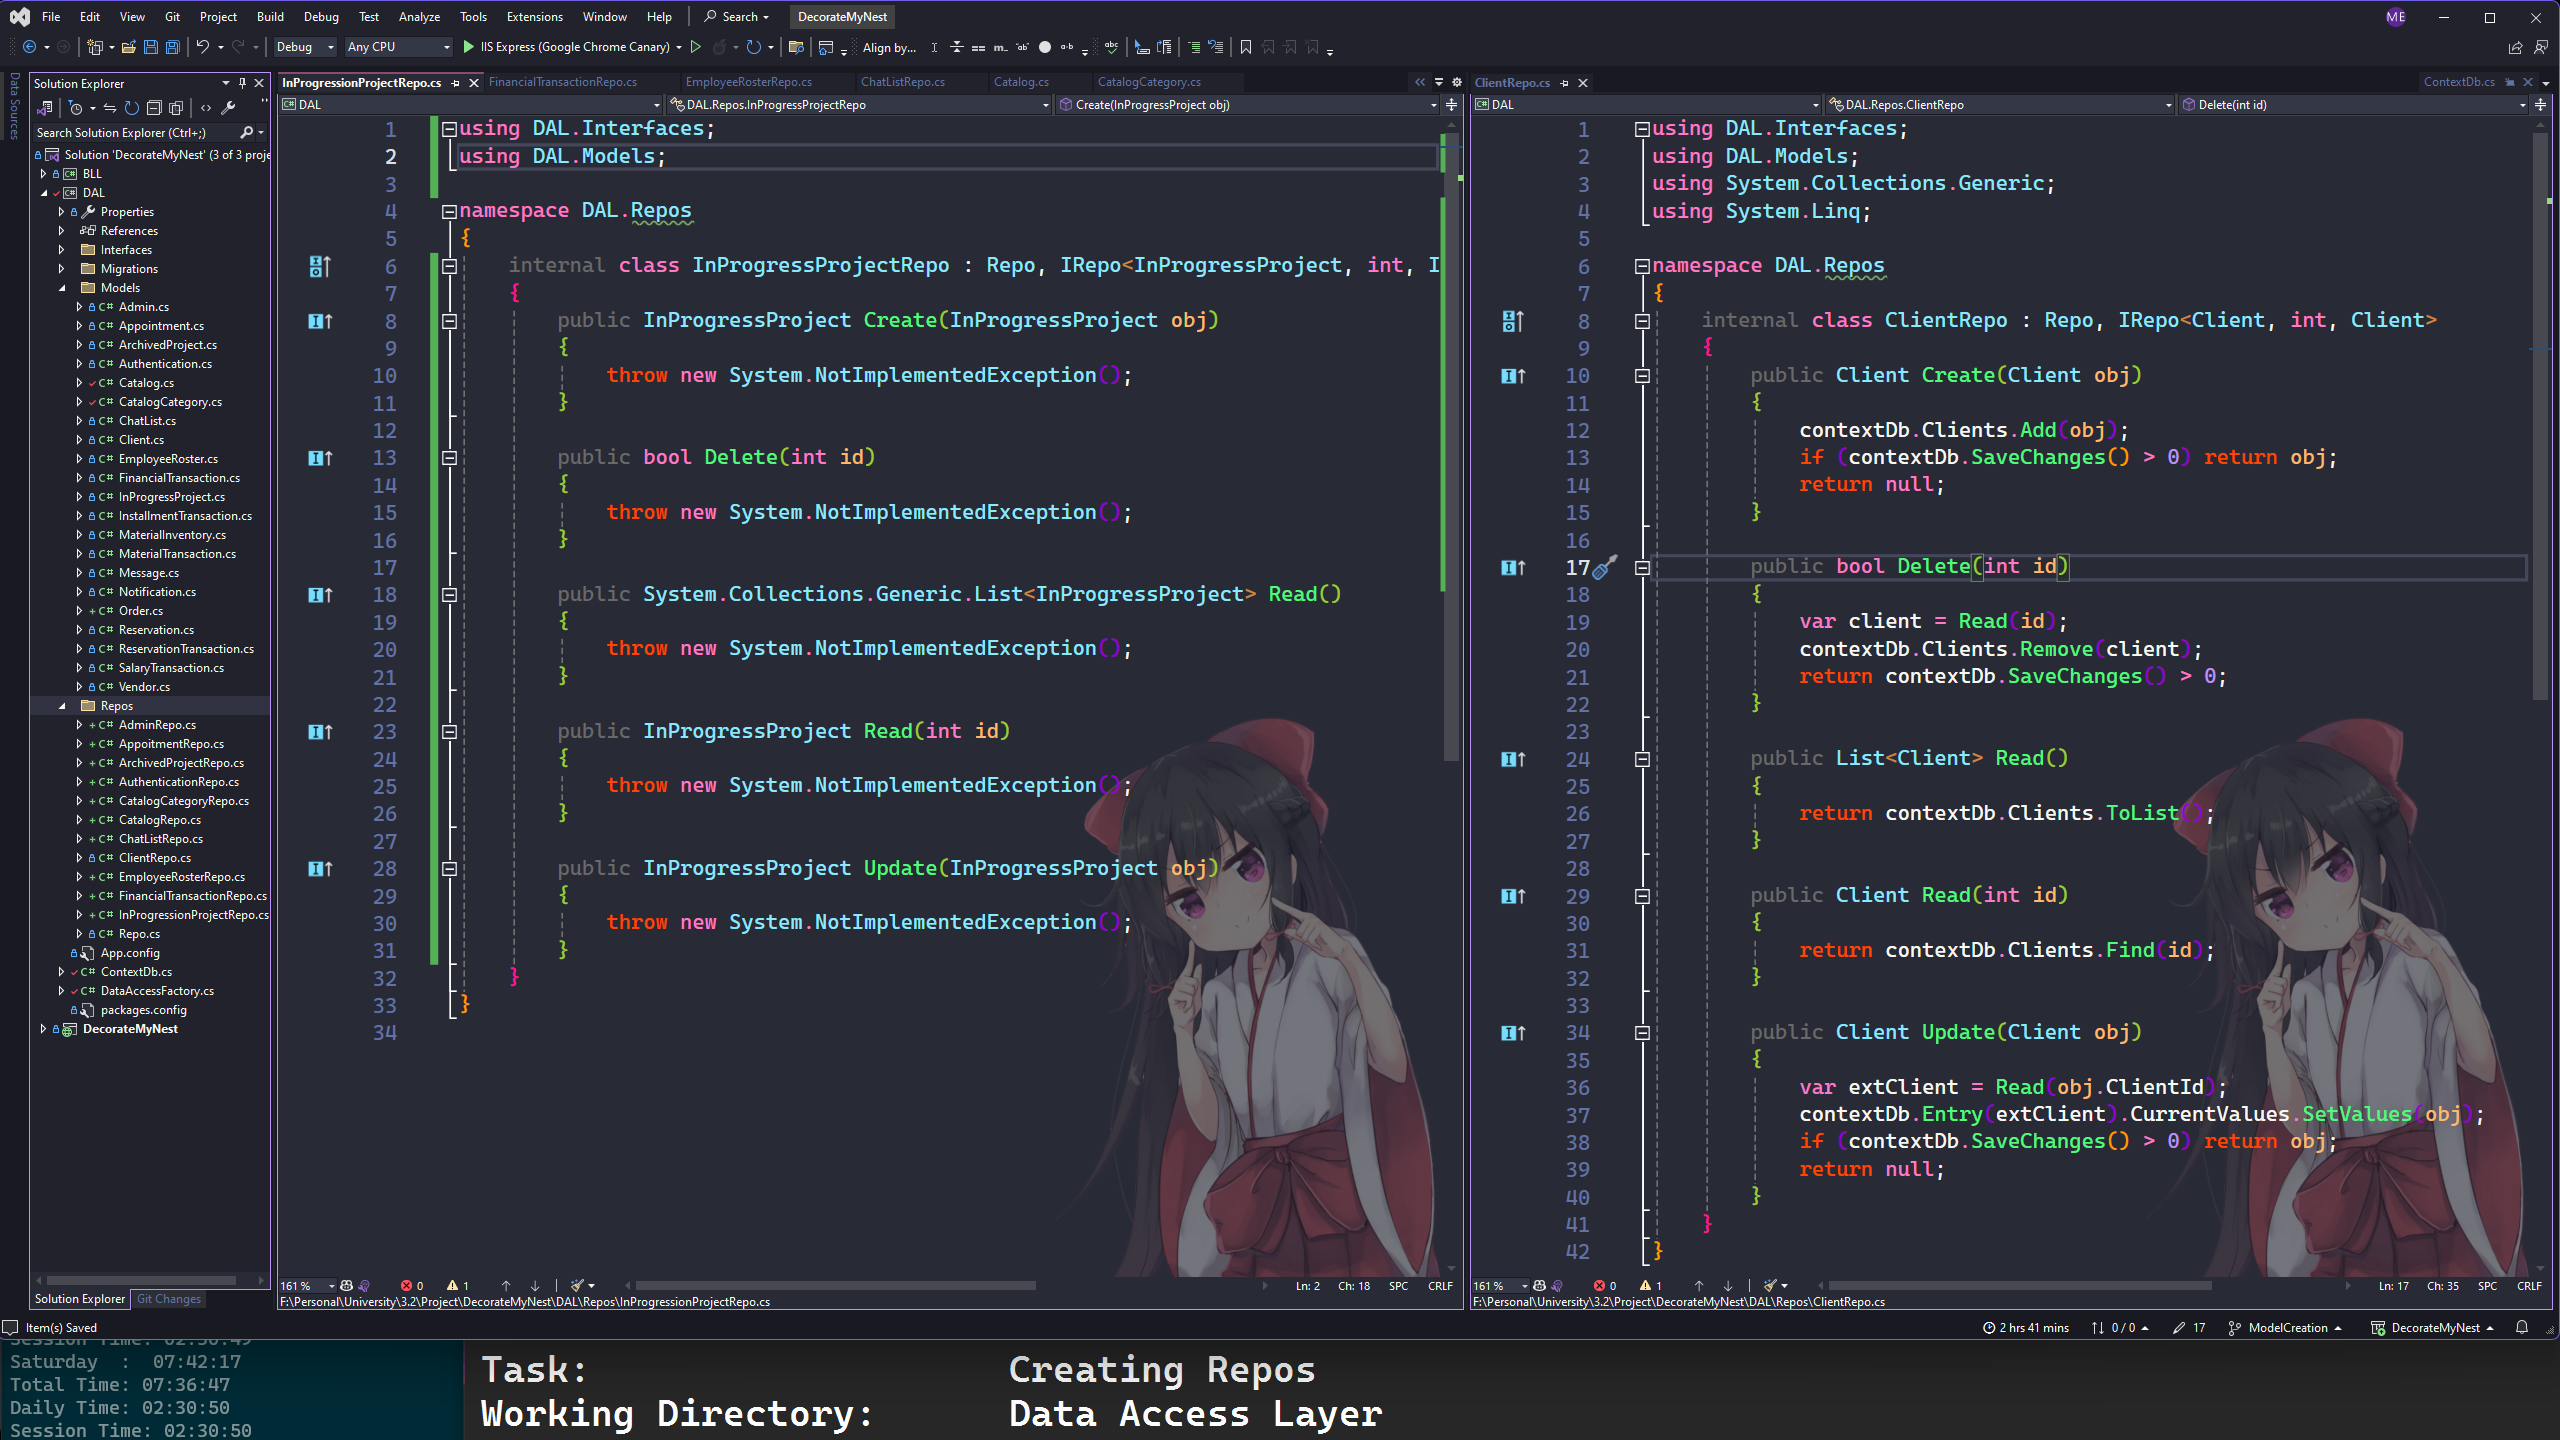 File Edit View Git Project Build Debug Test Analyze Tools Extensions Window Help Search DecorateMyNest ME
Debug Any CPU IIS Express (Google Chrome Canary) Align by...
Data Sources
Solution Explorer
Search Solution Explorer (Ctrl+;)
Solution 'DecorateMyNest' (3 of 3 proje
BLL
DAL
Properties
References
Interfaces
Migrations
Models
C# Admin.cs
C# Appointment.cs
C# ArchivedProject.cs
C# Authentication.cs
C# Catalog.cs
C# CatalogCategory.cs
C# ChatList.cs
C# Client.cs
C# EmployeeRoster.cs
C# FinancialTransaction.cs
C# InProgressProject.cs
C# InstallmentTransaction.cs
C# MaterialInventory.cs
C# MaterialTransaction.cs
C# Message.cs
C# Notification.cs
C# Order.cs
C# Reservation.cs
C# ReservationTransaction.cs
C# SalaryTransaction.cs
C# Vendor.cs
Repos
C# AdminRepo.cs
C# AppoitmentRepo.cs
C# ArchivedProjectRepo.cs
C# AuthenticationRepo.cs
C# CatalogCategoryRepo.cs
C# CatalogRepo.cs
C# ChatListRepo.cs
C# ClientRepo.cs
C# EmployeeRosterRepo.cs
C# FinancialTransactionRepo.cs
C# InProgressionProjectRepo.cs
C# Repo.cs
App.config
C# ContextDb.cs
C# DataAccessFactory.cs
packages.config
DecorateMyNest
Solution Explorer Git Changes
InProgressionProjectRepo.cs FinancialTransactionRepo.cs EmployeeRosterRepo.cs ChatListRepo.cs Catalog.cs CatalogCategory.cs
DAL DAL.Repos.InProgressProjectRepo Create(InProgressProject obj)
1 using DAL.Interfaces;
2 using DAL.Models;
3
4 namespace DAL.Repos
5 {
6 internal class InProgressProjectRepo : Repo, IRepo<InProgressProject, int, I
7 {
8 public InProgressProject Create(InProgressProject obj)
9 {
10 throw new System.NotImplementedException();
11 }
12
13 public bool Delete(int id)
14 {
15 throw new System.NotImplementedException();
16 }
17
18 public System.Collections.Generic.List<InProgressProject> Read()
19 {
20 throw new System.NotImplementedException();
21 }
22
23 public InProgressProject Read(int id)
24 {
25 throw new System.NotImplementedException();
26 }
27
28 public InProgressProject Update(InProgressProject obj)
29 {
30 throw new System.NotImplementedException();
31 }
32 }
33 }
34
161 % 0 1 Ln: 2 Ch: 18 SPC CRLF
F:\Personal\University\3.2\Project\DecorateMyNest\DAL\Repos\InProgressionProjectRepo.cs
ClientRepo.cs ContextDb.cs
DAL DAL.Repos.ClientRepo Delete(int id)
1 using DAL.Interfaces;
2 using DAL.Models;
3 using System.Collections.Generic;
4 using System.Linq;
5
6 namespace DAL.Repos
7 {
8 internal class ClientRepo : Repo, IRepo<Client, int, Client>
9 {
10 public Client Create(Client obj)
11 {
12 contextDb.Clients.Add(obj);
13 if (contextDb.SaveChanges() > 0) return obj;
14 return null;
15 }
16
17 public bool Delete(int id)
18 {
19 var client = Read(id);
20 contextDb.Clients.Remove(client);
21 return contextDb.SaveChanges() > 0;
22 }
23
24 public List<Client> Read()
25 {
26 return contextDb.Clients.ToList();
27 }
28
29 public Client Read(int id)
30 {
31 return contextDb.Clients.Find(id);
32 }
33
34 public Client Update(Client obj)
35 {
36 var extClient = Read(obj.ClientId);
37 contextDb.Entry(extClient).CurrentValues.SetValues(obj);
38 if (contextDb.SaveChanges() > 0) return obj;
39 return null;
40 }
41 }
42 }
161 % 0 1 Ln: 17 Ch: 35 SPC CRLF
F:\Personal\University\3.2\Project\DecorateMyNest\DAL\Repos\ClientRepo.cs
Item(s) Saved 2 hrs 41 mins 0 / 0 17 ModelCreation DecorateMyNest
Session Time: 02:30:49
Saturday : 07:42:17
Total Time: 07:36:47
Daily Time: 02:30:50
Session Time: 02:30:50
Task: Creating Repos
Working Directory: Data Access Layer